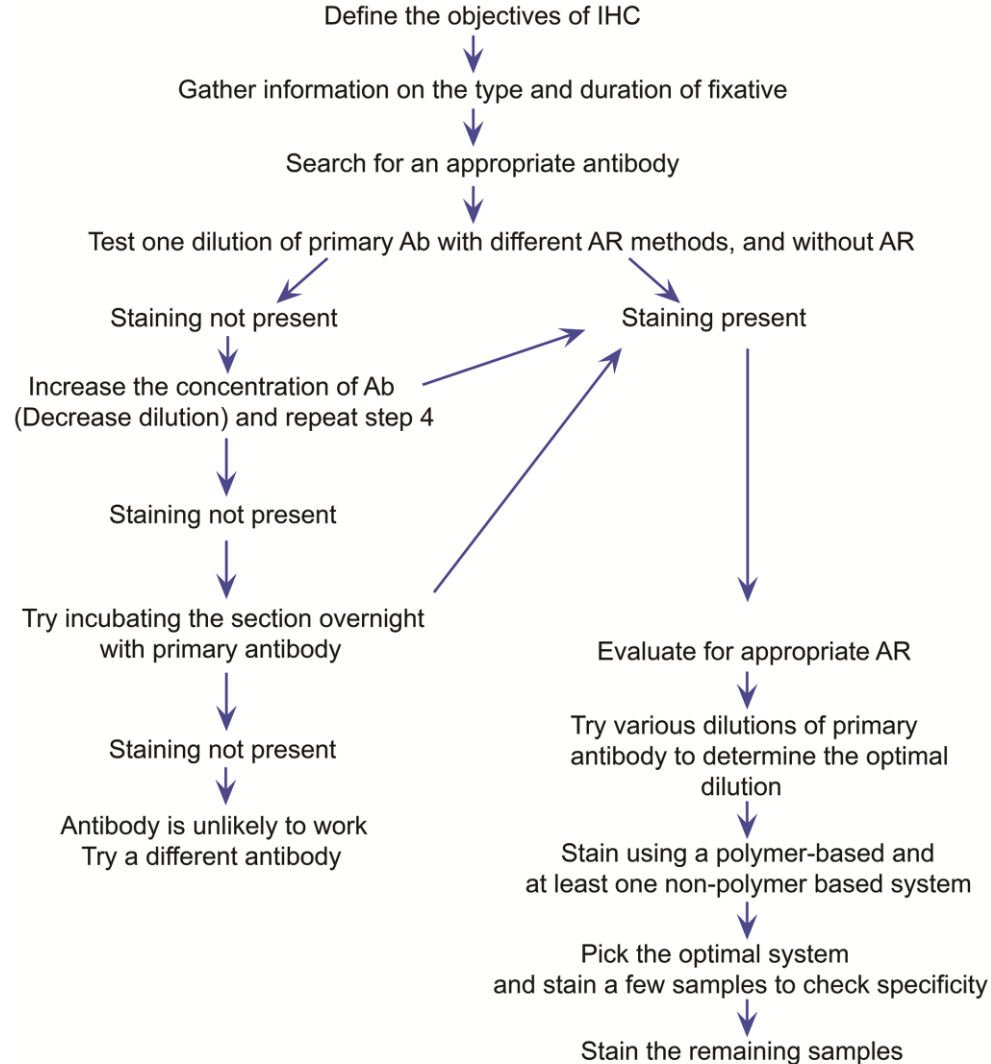 Define the objectives of IHC
Gather information on the type and duration of fixative
Search for an appropriate antibody
Test one dilution of primary Ab with different AR methods, and without AR
Staining not present
Staining present
Increase the concentration of Ab
(Decrease dilution) and repeat step 4
Staining not present
Try incubating the section overnight
with primary antibody
Staining not present
Antibody is unlikely to work
Try a different antibody
Evaluate for appropriate AR
Try various dilutions of primary
antibody to determine the optimal
dilution
Stain using a polymer-based and
at least one non-polymer based system
Pick the optimal system
and stain a few samples to check specificity
Stain the remaining samples